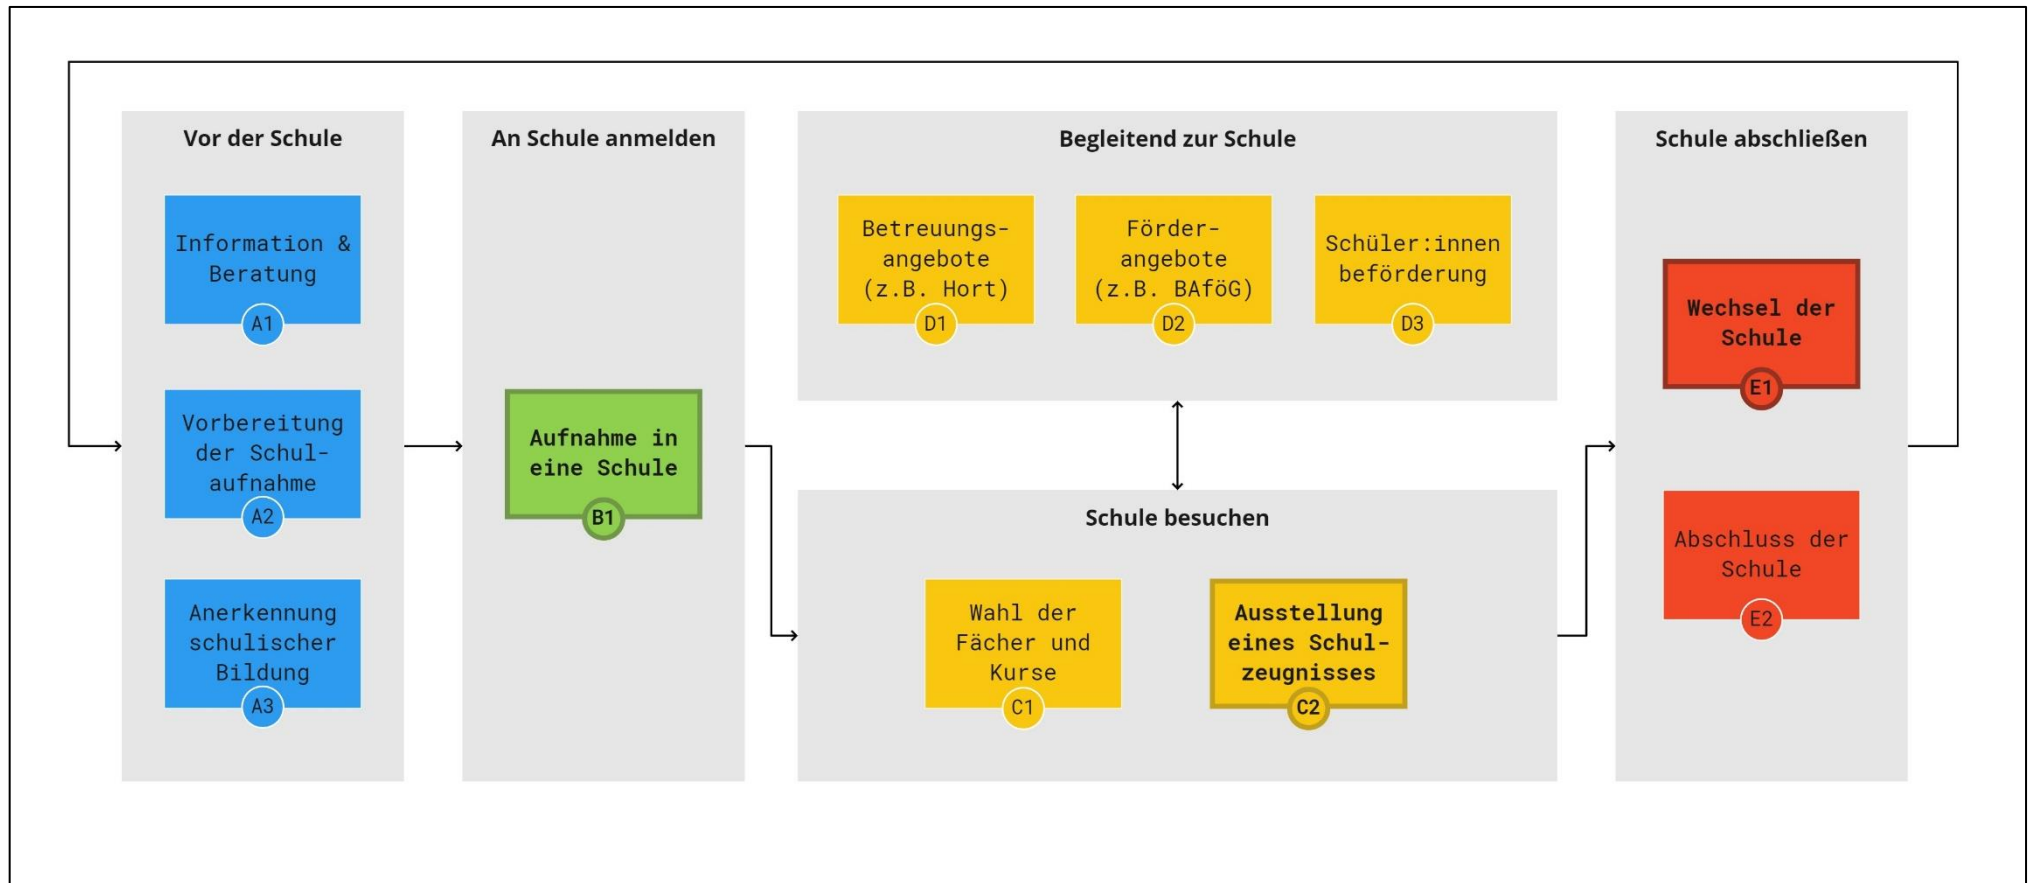 Vor der Schule
Information &
Beratung
A1
Vorbereitung
der Schul-
aufnahme
A2
Anerkennung
schulischer
Bildung
A3
An Schule anmelden
Aufnahme in
eine Schule
B1
Begleitend zur Schule
Betreuungs-
angebote
(z.B. Hort)
D1
Förder-
angebote
(z.B. BAföG)
D2
Schüler:innen
beförderung
D3
Schule besuchen
Wahl der
Fächer und
Kurse
C1
Ausstellung
eines Schul-
zeugnisses
C2
Schule abschließen
Wechsel der
Schule
E1
Abschluss der
Schule
E2